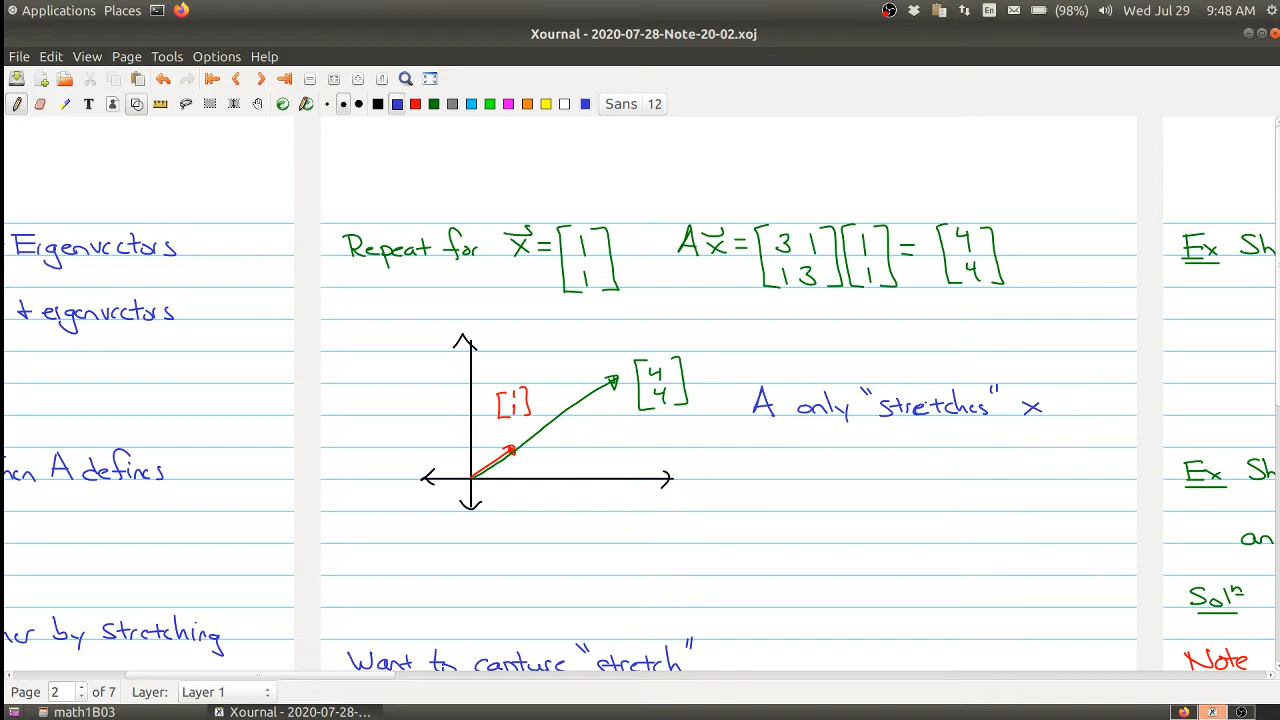 Applications Places En (98%) Wed Jul 29 9:48 AM
Xournal - 2020-07-28-Note-20-02.xoj
File Edit View Page Tools Options Help
T Sans 12
Eigenvectors
+ eigenvectors
A defines
by stretching
Repeat for x⃗ = [1 1] Ax⃗ = [3 1 1 3][1 1] = [4 4]
[1 1] [4 4] A only "stretches" x
Want to capture "stretch"
Ex Sh
Ex Sh
an
Solⁿ
Note
Page 2 of 7 Layer: Layer 1
math1B03 Xournal - 2020-07-28-...